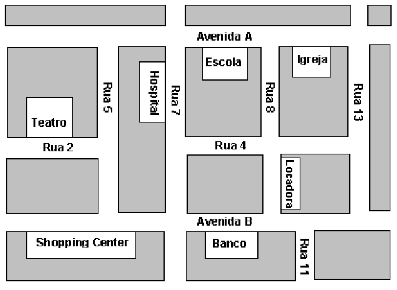 Avenida A
Escola
Igreja
Rua 5
Hospital
Rua 7
Rua 8
Rua 13
Teatro
Rua 2
Rua 4
Locadora
Avenida B
Shopping Center
Banco
Rua 11